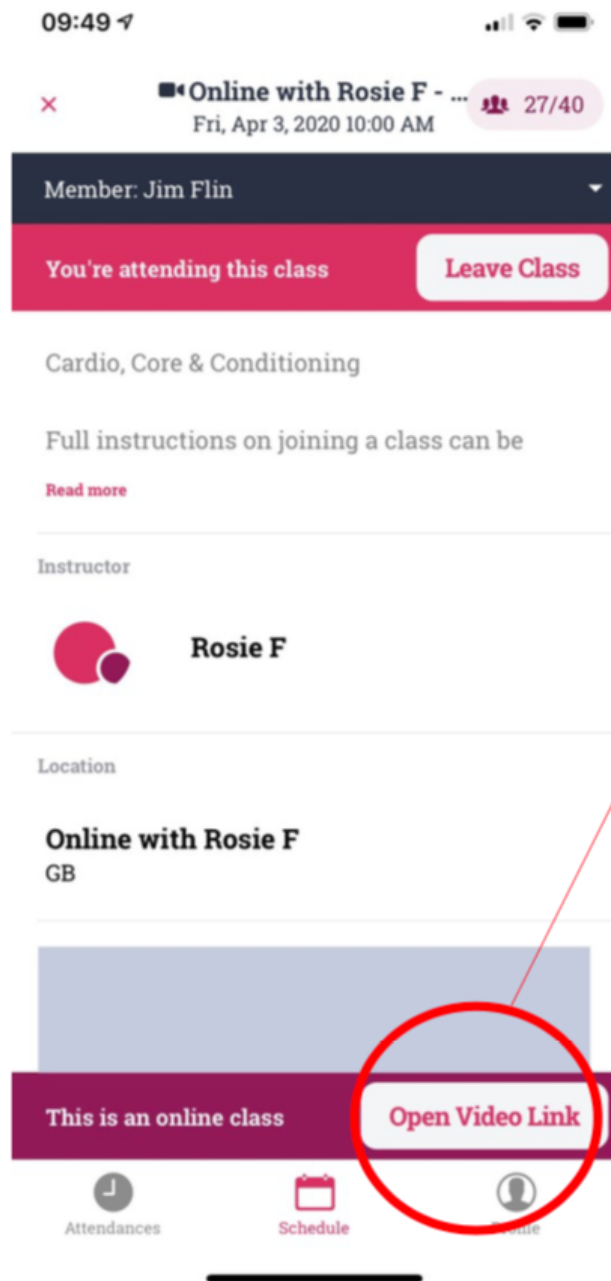 09:49
Online with Rosie F - ...
27/40
Fri, Apr 3, 2020 10:00 AM
Member: Jim Flin
You're attending this class
Leave Class
Cardio, Core & Conditioning
Full instructions on joining a class can be
Read more
Instructor
Rosie F
Location
Online with Rosie F
GB
This is an online class
Open Video Link
Attendances
Schedule
Profile